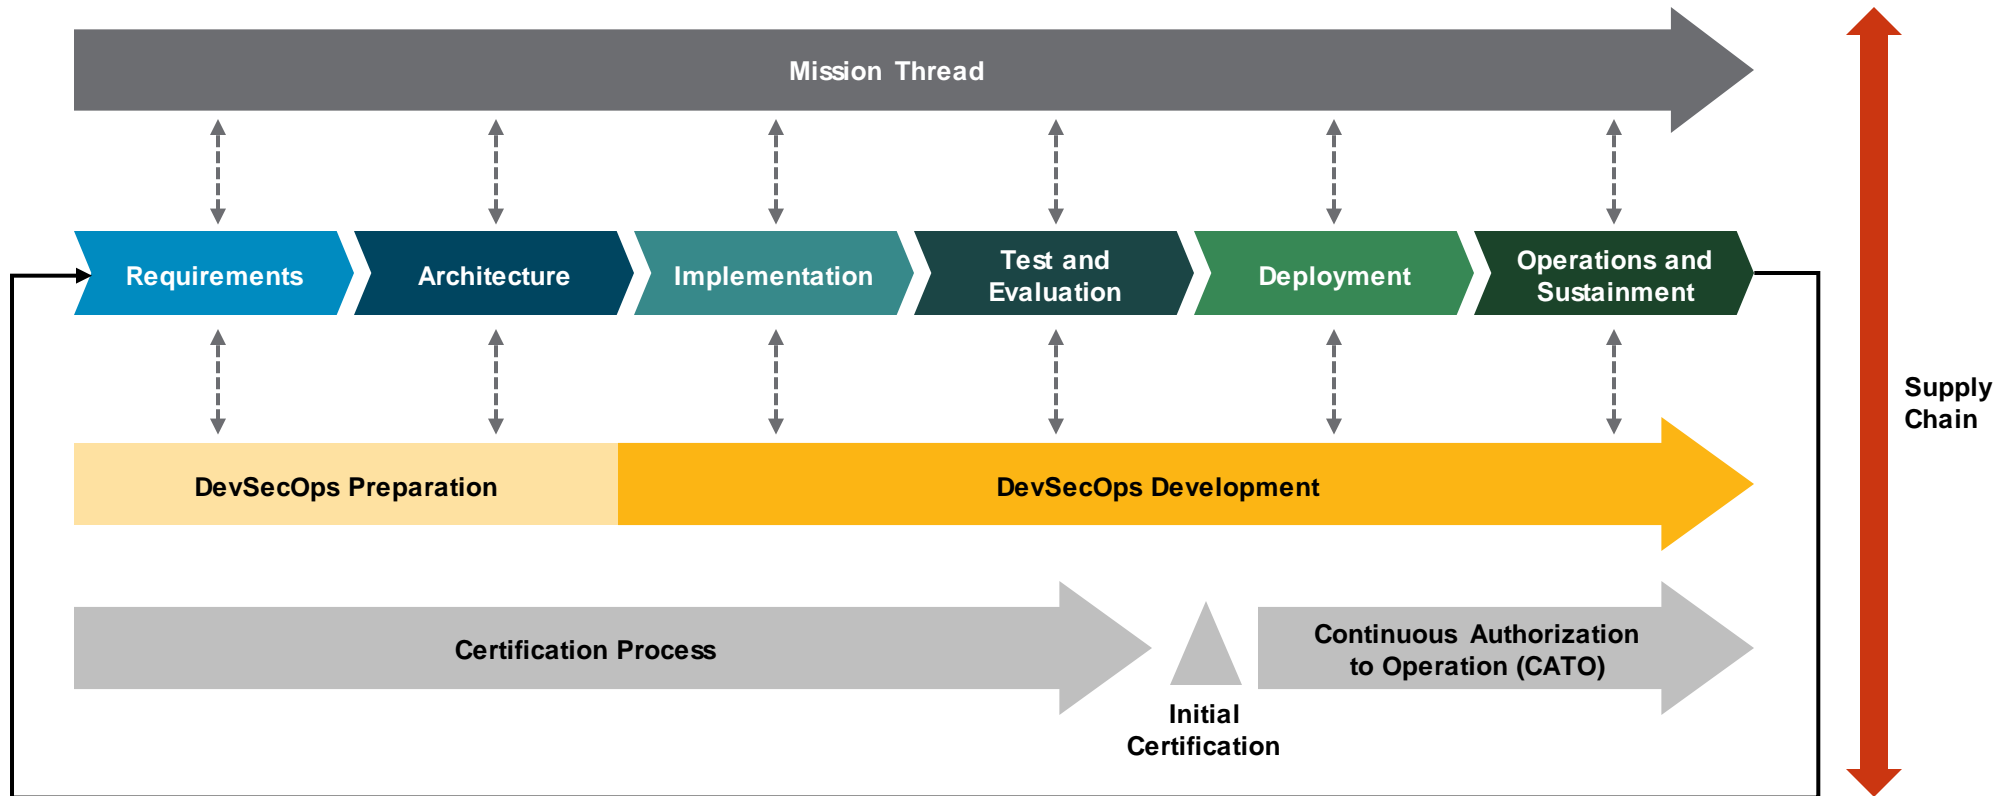 Mission Thread
Requirements
Architecture
Implementation
Test and
Evaluation
Deployment
Operations and
Sustainment
Supply
Chain
DevSecOps Preparation
DevSecOps Development
Certification Process
Initial
Certification
Continuous Authorization
to Operation (CATO)